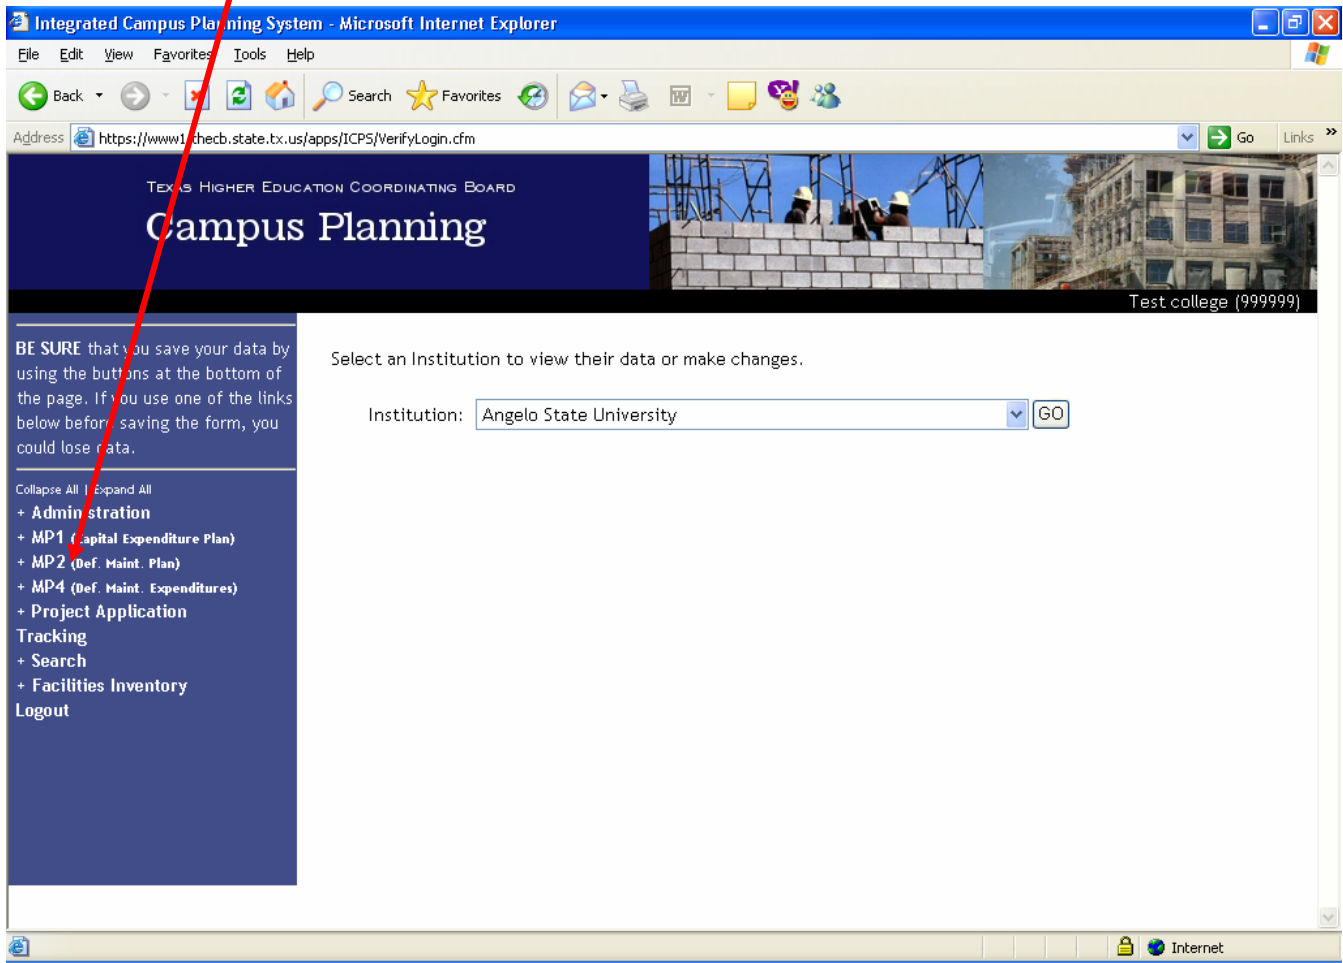 Integrated Campus Planning System - Microsoft Internet Explorer
File Edit View Favorites Tools Help
Back Search Favorites
Address https://www1.thecb.state.tx.us/apps/ICPS/VerifyLogin.cfm Go Links »
TEXAS HIGHER EDUCATION COORDINATING BOARD
Campus Planning
Test college (999999)
BE SURE that you save your data by
using the buttons at the bottom of
the page. If you use one of the links
below before saving the form, you
could lose data.
Select an Institution to view their data or make changes.
Institution: Angelo State University GO
Collapse All | Expand All
+ Administration
+ MP1 (Capital Expenditure Plan)
+ MP2 (Def. Maint. Plan)
+ MP4 (Def. Maint. Expenditures)
+ Project Application
Tracking
+ Search
+ Facilities Inventory
Logout
Internet